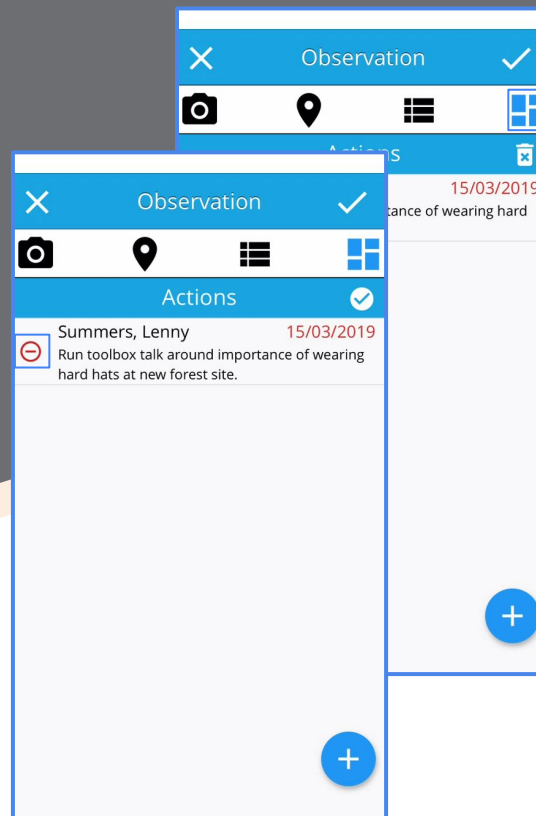 Observation
Actions
15/03/2019
tance of wearing hard
Observation
Actions
Summers, Lenny 15/03/2019
Run toolbox talk around importance of wearing
hard hats at new forest site.